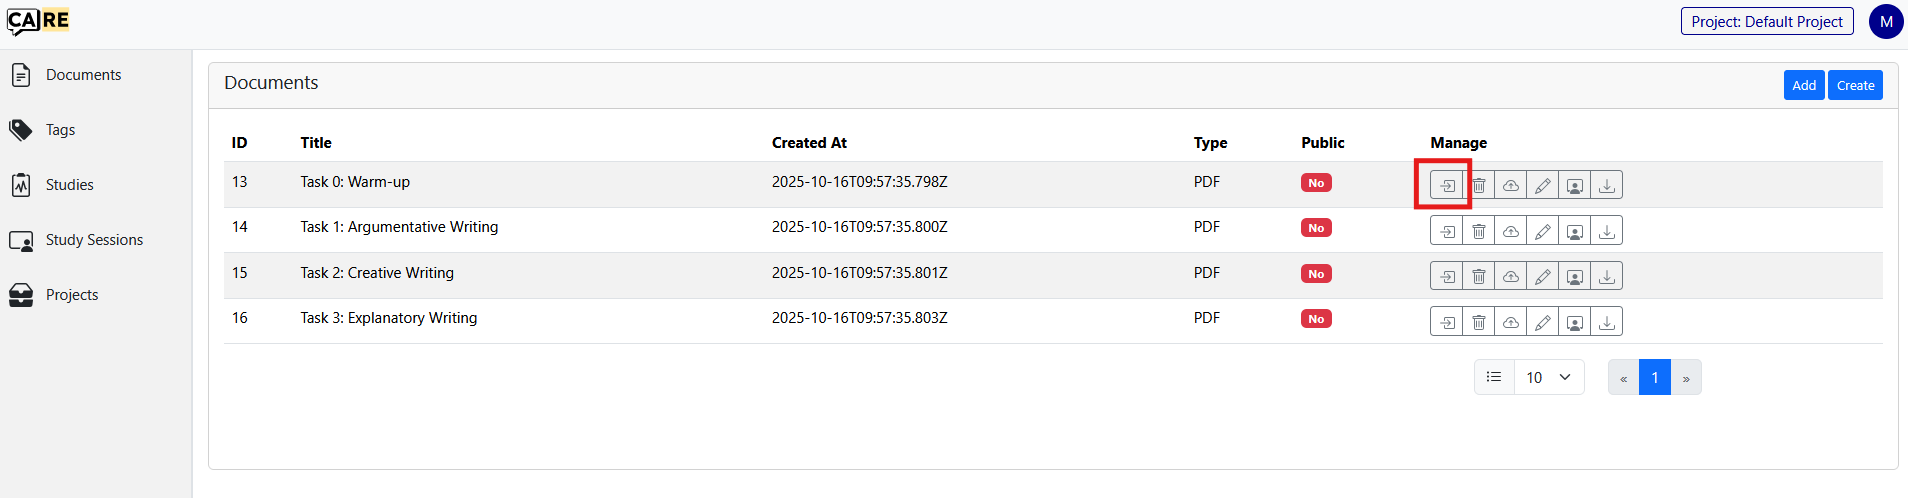 CARE
Project: Default Project
M
Documents
Tags
Studies
Study Sessions
Projects
Documents
Add
Create
ID Title Created At Type Public Manage
13 Task 0: Warm-up 2025-10-16T09:57:35.798Z PDF No
14 Task 1: Argumentative Writing 2025-10-16T09:57:35.800Z PDF No
15 Task 2: Creative Writing 2025-10-16T09:57:35.801Z PDF No
16 Task 3: Explanatory Writing 2025-10-16T09:57:35.803Z PDF No
10
« 1 »